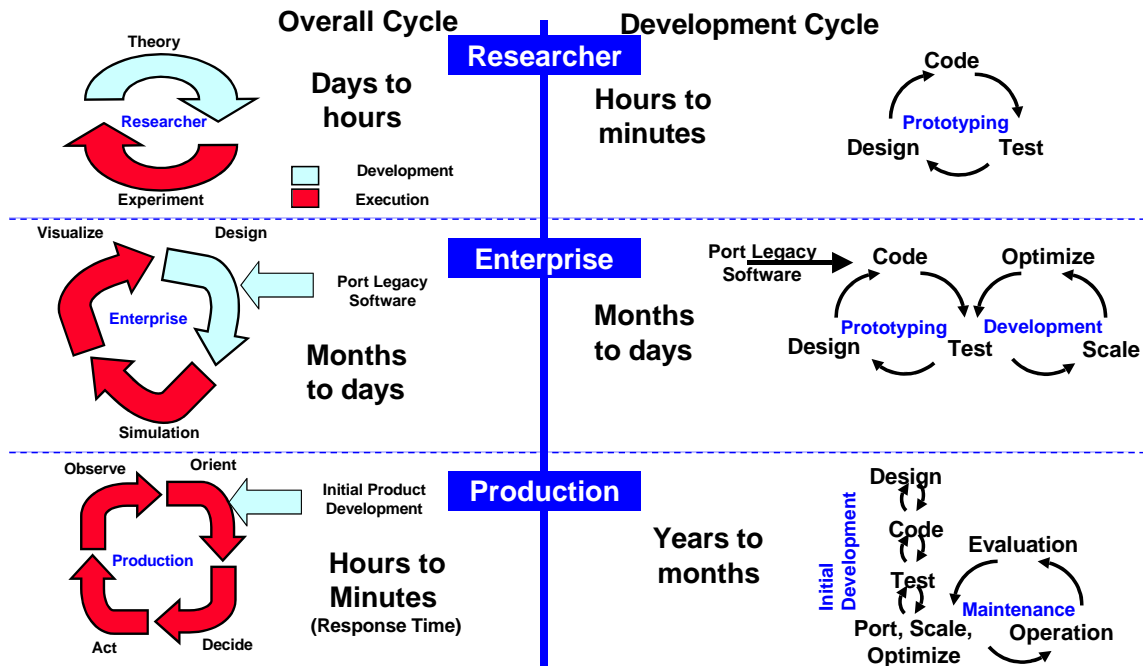 Overall Cycle
Development Cycle
Researcher
Theory
Researcher
Experiment
Days to
hours
Development
Execution
Hours to
minutes
Code
Prototyping
Design
Test
Enterprise
Visualize
Design
Enterprise
Simulation
Port Legacy
Software
Months
to days
Months
to days
Port Legacy
Software
Code
Optimize
Prototyping
Development
Design
Test
Scale
Production
Observe
Orient
Production
Act
Decide
Initial Product
Development
Hours to
Minutes
(Response Time)
Years to
months
Initial
Development
Design
Code
Test
Port, Scale,
Optimize
Evaluation
Maintenance
Operation